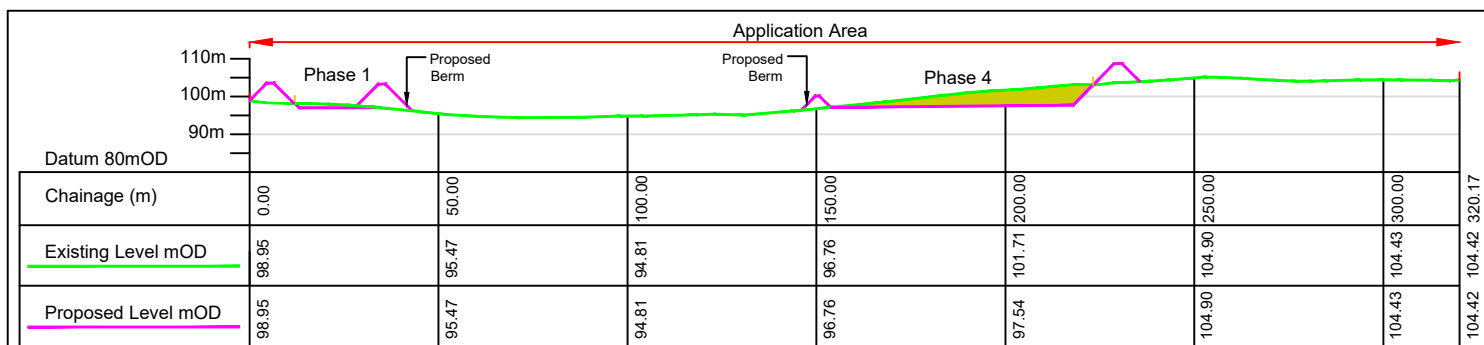 Application Area
110m
100m
90m
Phase 1
Proposed
Berm
Proposed
Berm
Phase 4
Datum 80mOD
Chainage (m) 0.00 50.00 100.00 150.00 200.00 250.00 300.00 320.17
Existing Level mOD 98.95 95.47 94.81 96.76 101.71 104.90 104.43 104.42
Proposed Level mOD 98.95 95.47 94.81 96.76 97.54 104.90 104.43 104.42